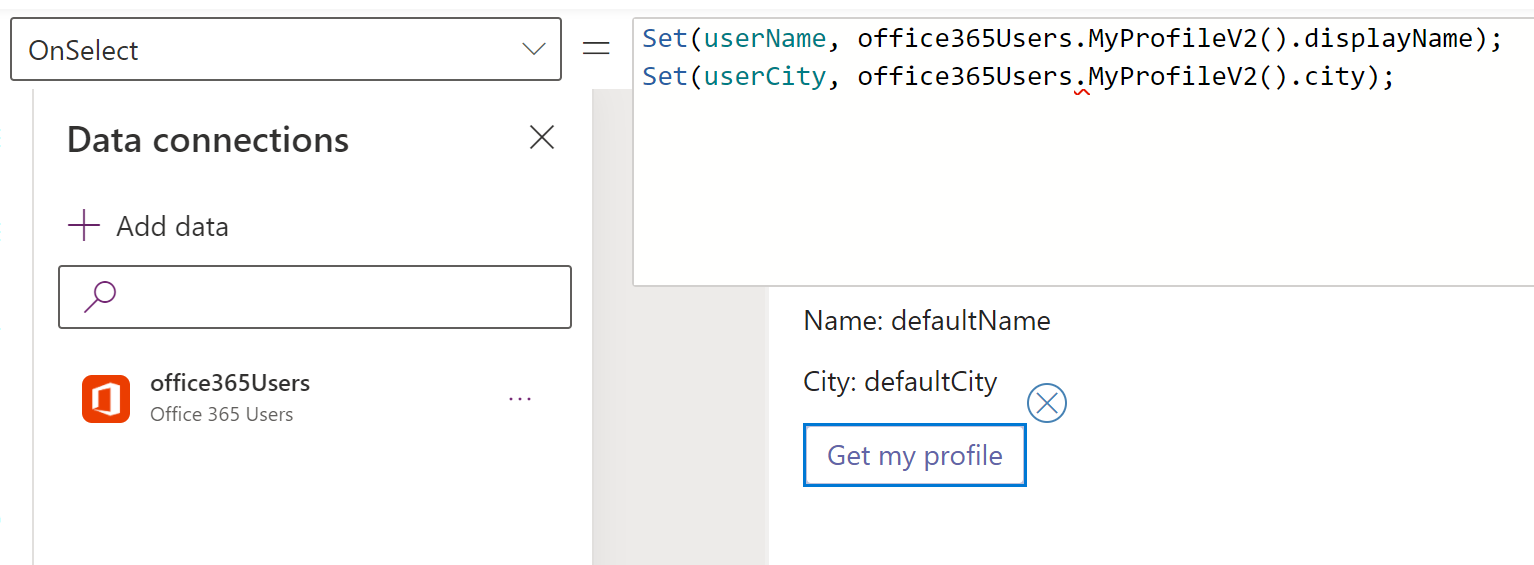 OnSelect
=
Set(userName, office365Users.MyProfileV2().displayName);
Set(userCity, office365Users.MyProfileV2().city);
Data connections
Add data
office365Users
Office 365 Users
...
Name: defaultName
City: defaultCity
Get my profile